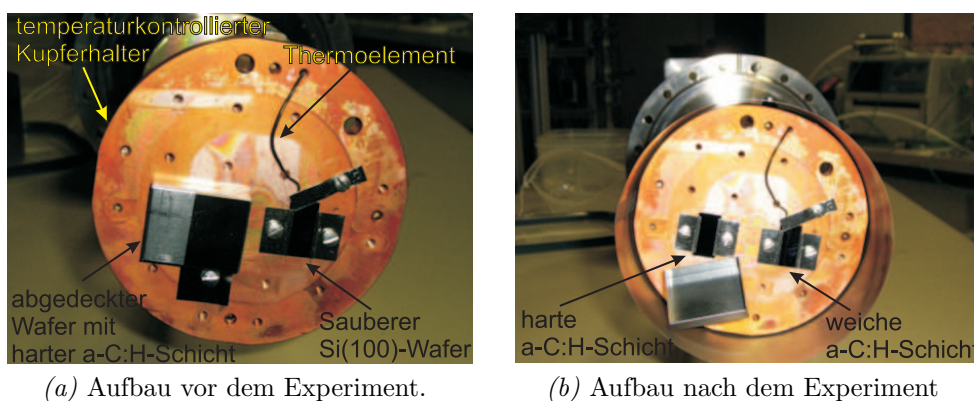 temperaturkontrollierter
Kupferhalter
Thermoelement
abgedeckter
Wafer mit
harter a-C:H-Schicht
Sauberer
Si(100)-Wafer
(a) Aufbau vor dem Experiment.
harte
a-C:H-Schicht
weiche
a-C:H-Schicht
(b) Aufbau nach dem Experiment